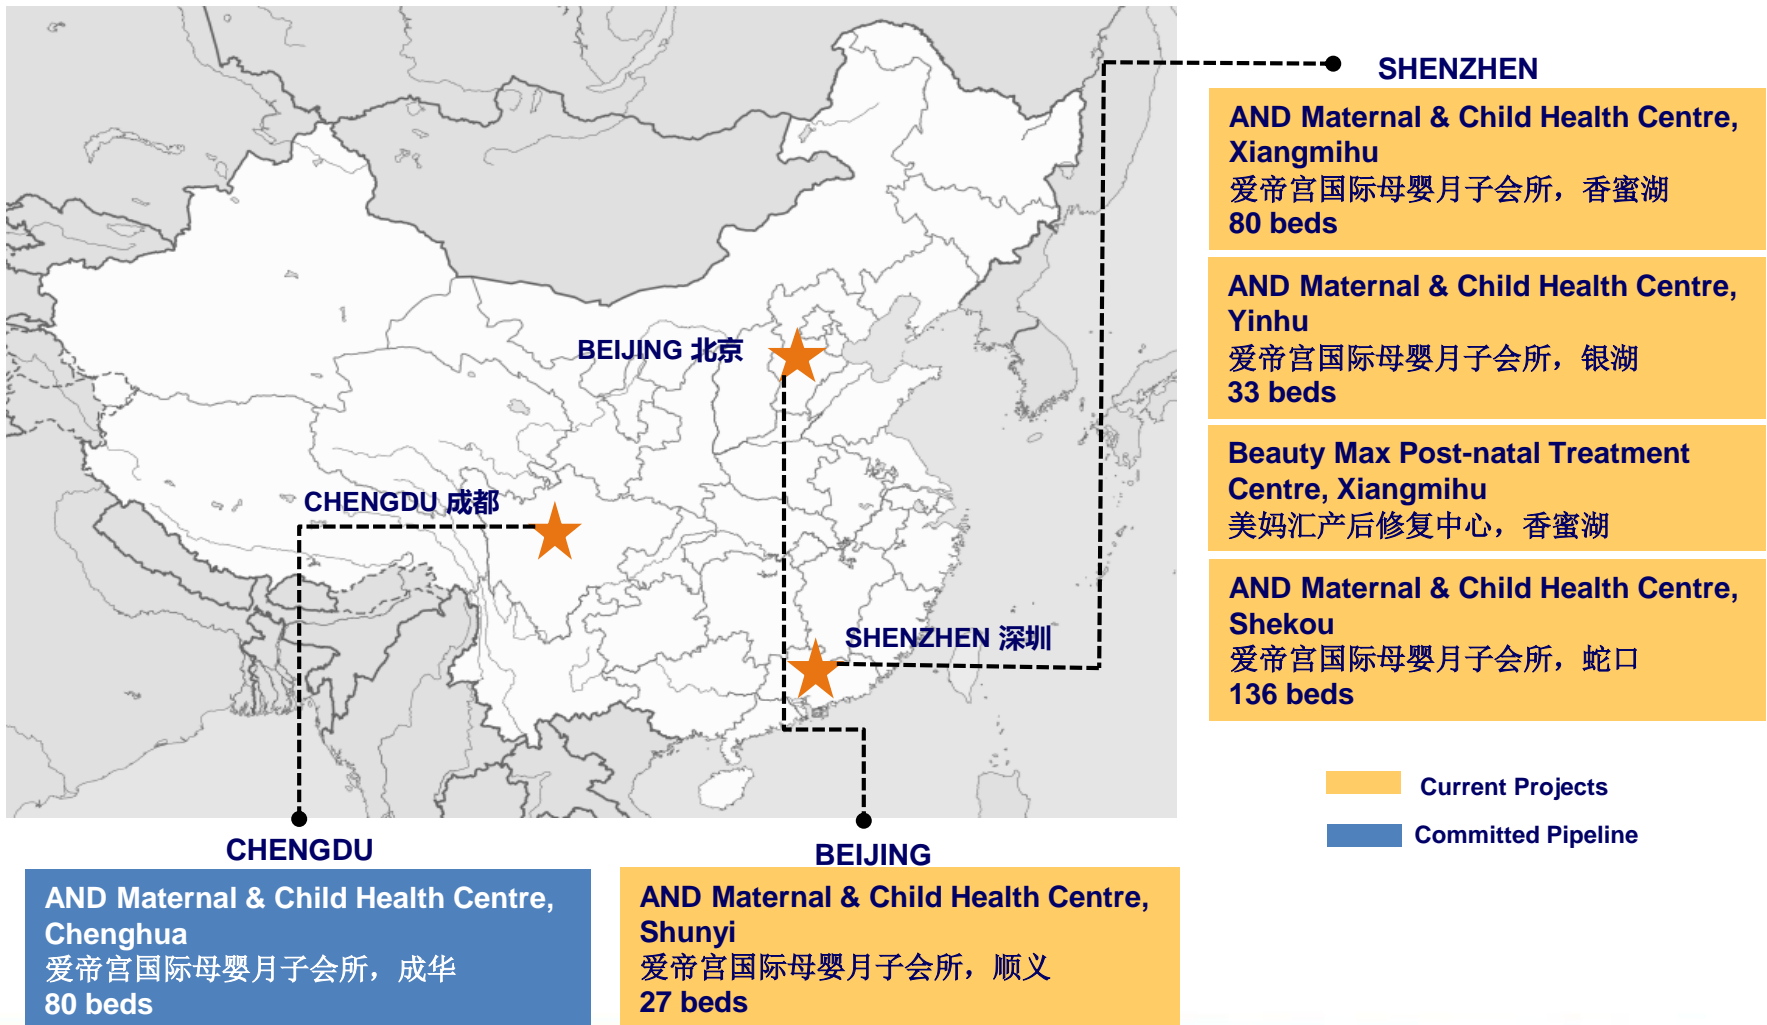 SHENZHEN
AND Maternal & Child Health Centre,
Xiangmihu
爱帝宫国际母婴月子会所，香蜜湖
80 beds
AND Maternal & Child Health Centre,
Yinhu
爱帝宫国际母婴月子会所，银湖
33 beds
Beauty Max Post-natal Treatment
Centre, Xiangmihu
美妈汇产后修复中心，香蜜湖
AND Maternal & Child Health Centre,
Shekou
爱帝宫国际母婴月子会所，蛇口
136 beds
BEIJING 北京
CHENGDU 成都
SHENZHEN 深圳
Current Projects
Committed Pipeline
CHENGDU
AND Maternal & Child Health Centre,
Chenghua
爱帝宫国际母婴月子会所，成华
80 beds
BEIJING
AND Maternal & Child Health Centre,
Shunyi
爱帝宫国际母婴月子会所，顺义
27 beds